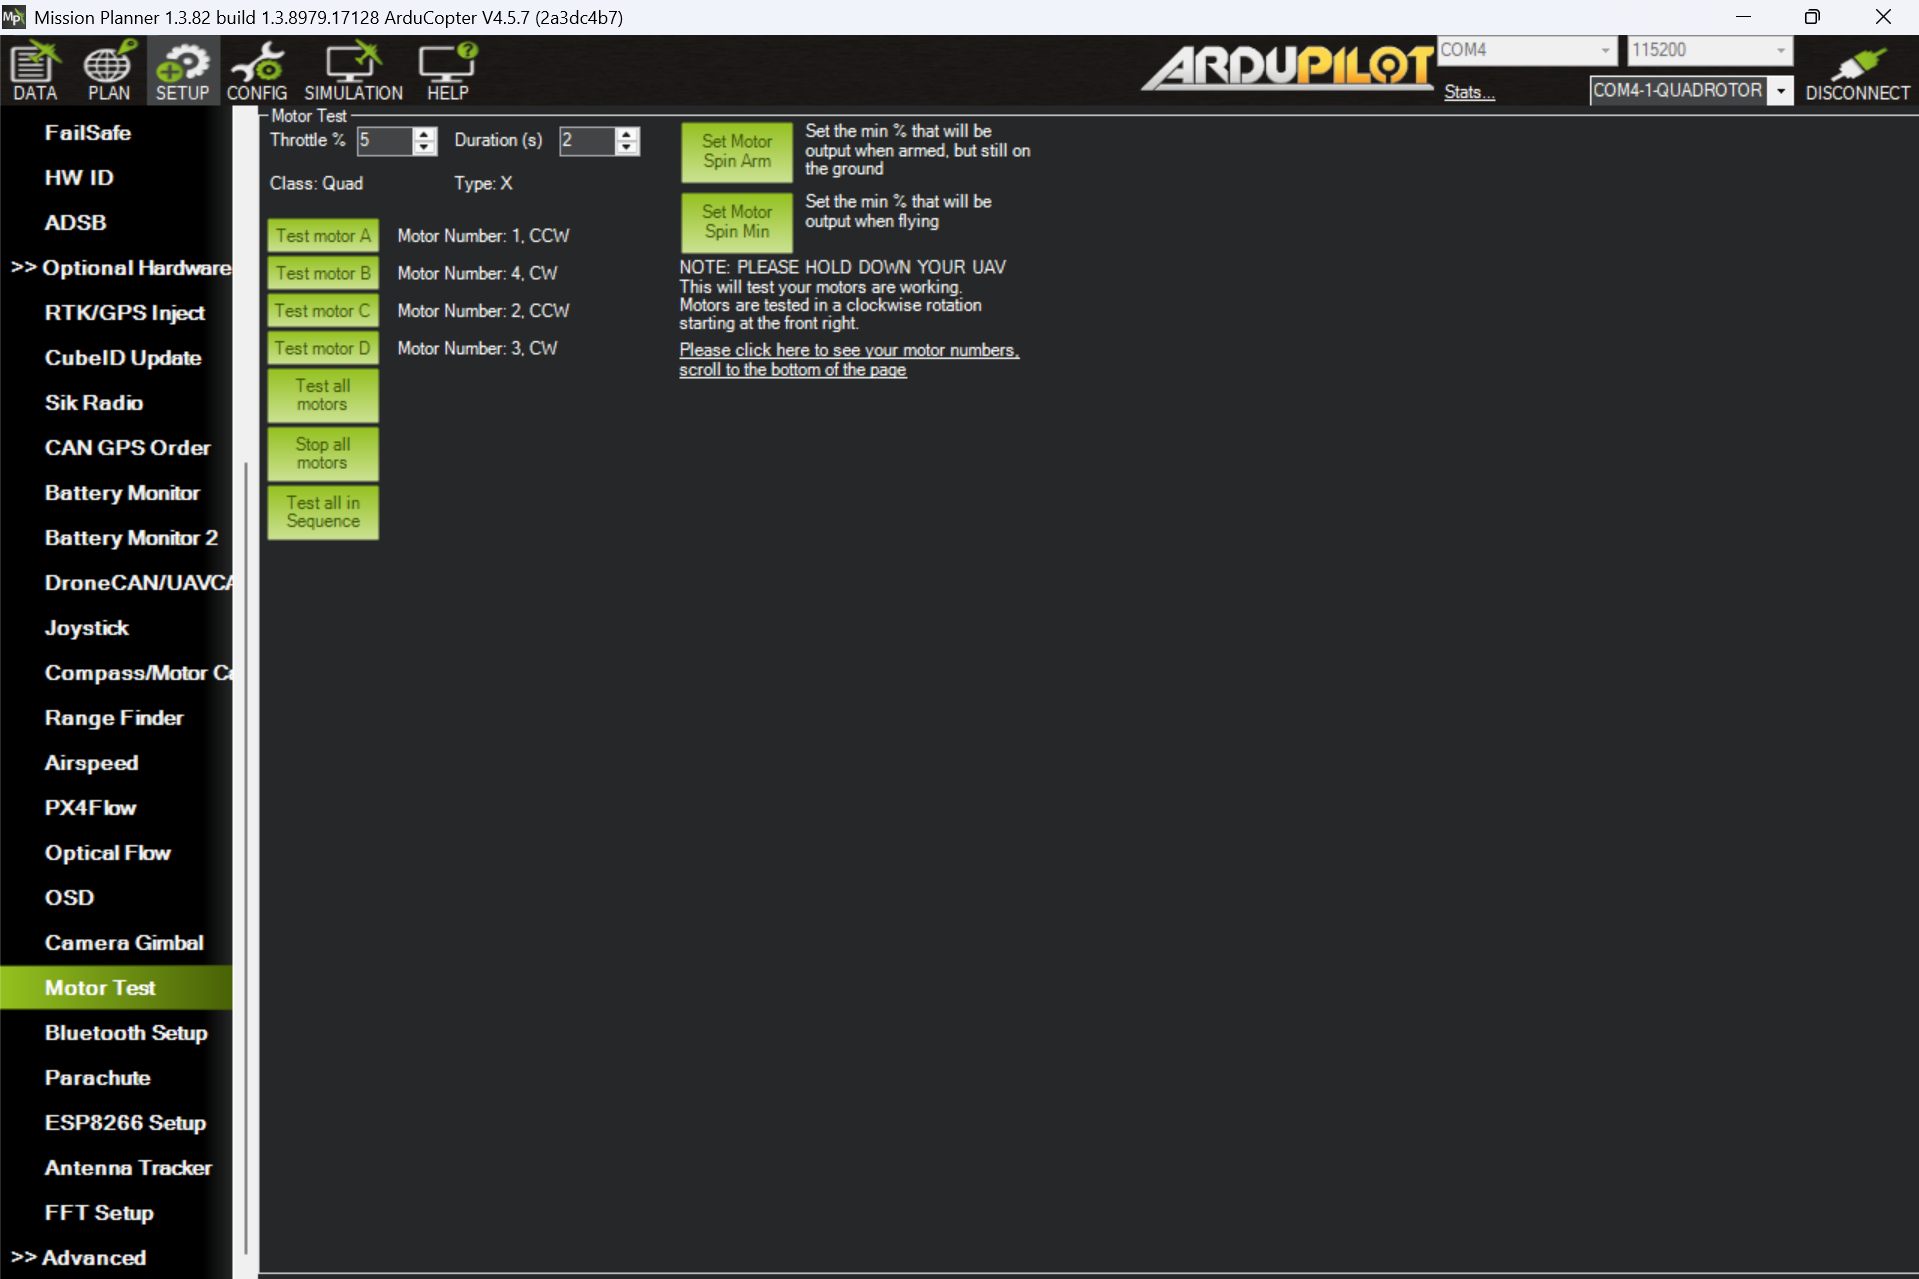 Mission Planner 1.3.82 build 1.3.8979.17128 ArduCopter V4.5.7 (2a3dc4b7)
DATA PLAN SETUP CONFIG SIMULATION HELP
ARDUPILOT
COM4 115200
Stats... COM4-1-QUADROTOR DISCONNECT
FailSafe
HW ID
ADSB
>> Optional Hardware
RTK/GPS Inject
CubeID Update
Sik Radio
CAN GPS Order
Battery Monitor
Battery Monitor 2
DroneCAN/UAVCA
Joystick
Compass/Motor Ca
Range Finder
Airspeed
PX4Flow
Optical Flow
OSD
Camera Gimbal
Motor Test
Bluetooth Setup
Parachute
ESP8266 Setup
Antenna Tracker
FFT Setup
>> Advanced
Motor Test
Throttle % 5 Duration (s) 2
Class: Quad Type: X
Test motor A Motor Number: 1, CCW
Test motor B Motor Number: 4, CW
Test motor C Motor Number: 2, CCW
Test motor D Motor Number: 3, CW
Test all
motors
Stop all
motors
Test all in
Sequence
Set Motor
Spin Arm
Set the min % that will be
output when armed, but still on
the ground
Set Motor
Spin Min
Set the min % that will be
output when flying
NOTE: PLEASE HOLD DOWN YOUR UAV
This will test your motors are working.
Motors are tested in a clockwise rotation
starting at the front right.
Please click here to see your motor numbers,
scroll to the bottom of the page